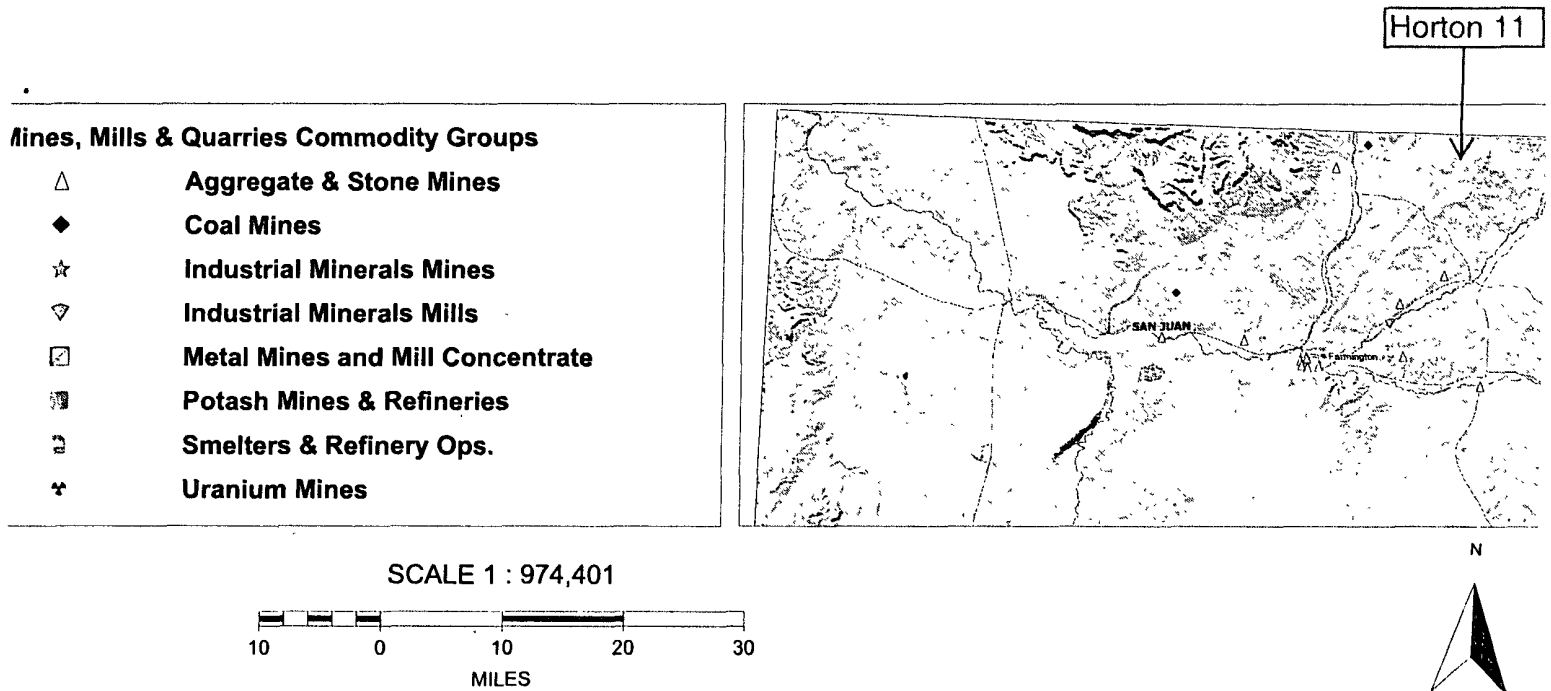 Horton 11
Mines, Mills & Quarries Commodity Groups
Aggregate & Stone Mines
Coal Mines
Industrial Minerals Mines
Industrial Minerals Mills
Metal Mines and Mill Concentrate
Potash Mines & Refineries
Smelters & Refinery Ops.
Uranium Mines
SAN JUAN
Farmington
SCALE 1 : 974,401
10 0 10 20 30
MILES
N